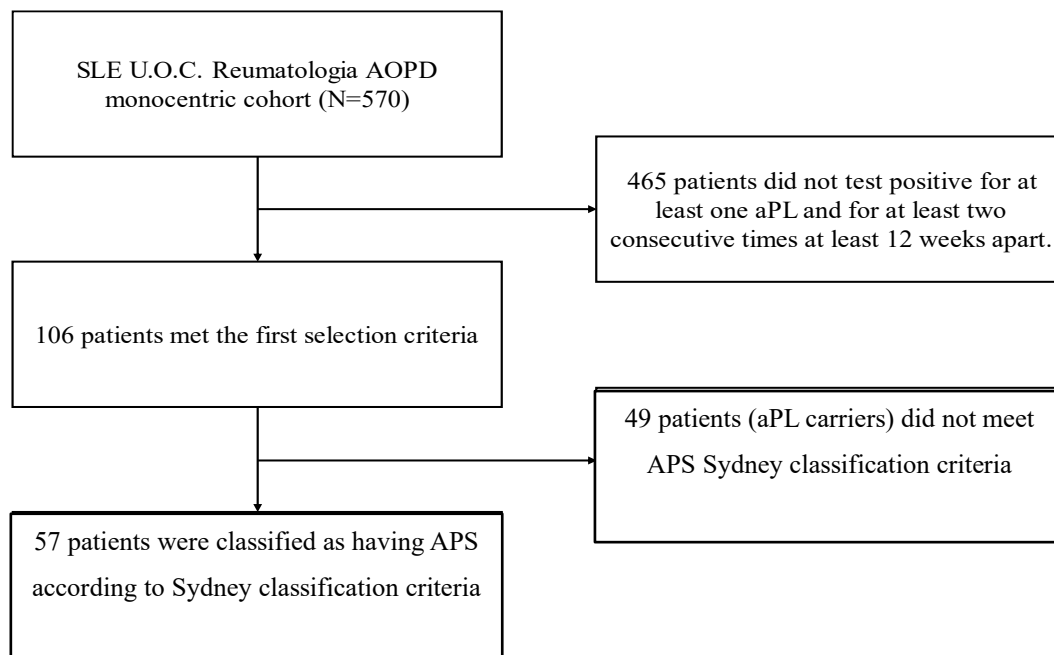 SLE U.O.C. Reumatologia AOPD
monocentric cohort (N=570)
465 patients did not test positive for at
least one aPL and for at least two
consecutive times at least 12 weeks apart.
106 patients met the first selection criteria
49 patients (aPL carriers) did not meet
APS Sydney classification criteria
57 patients were classified as having APS
according to Sydney classification criteria